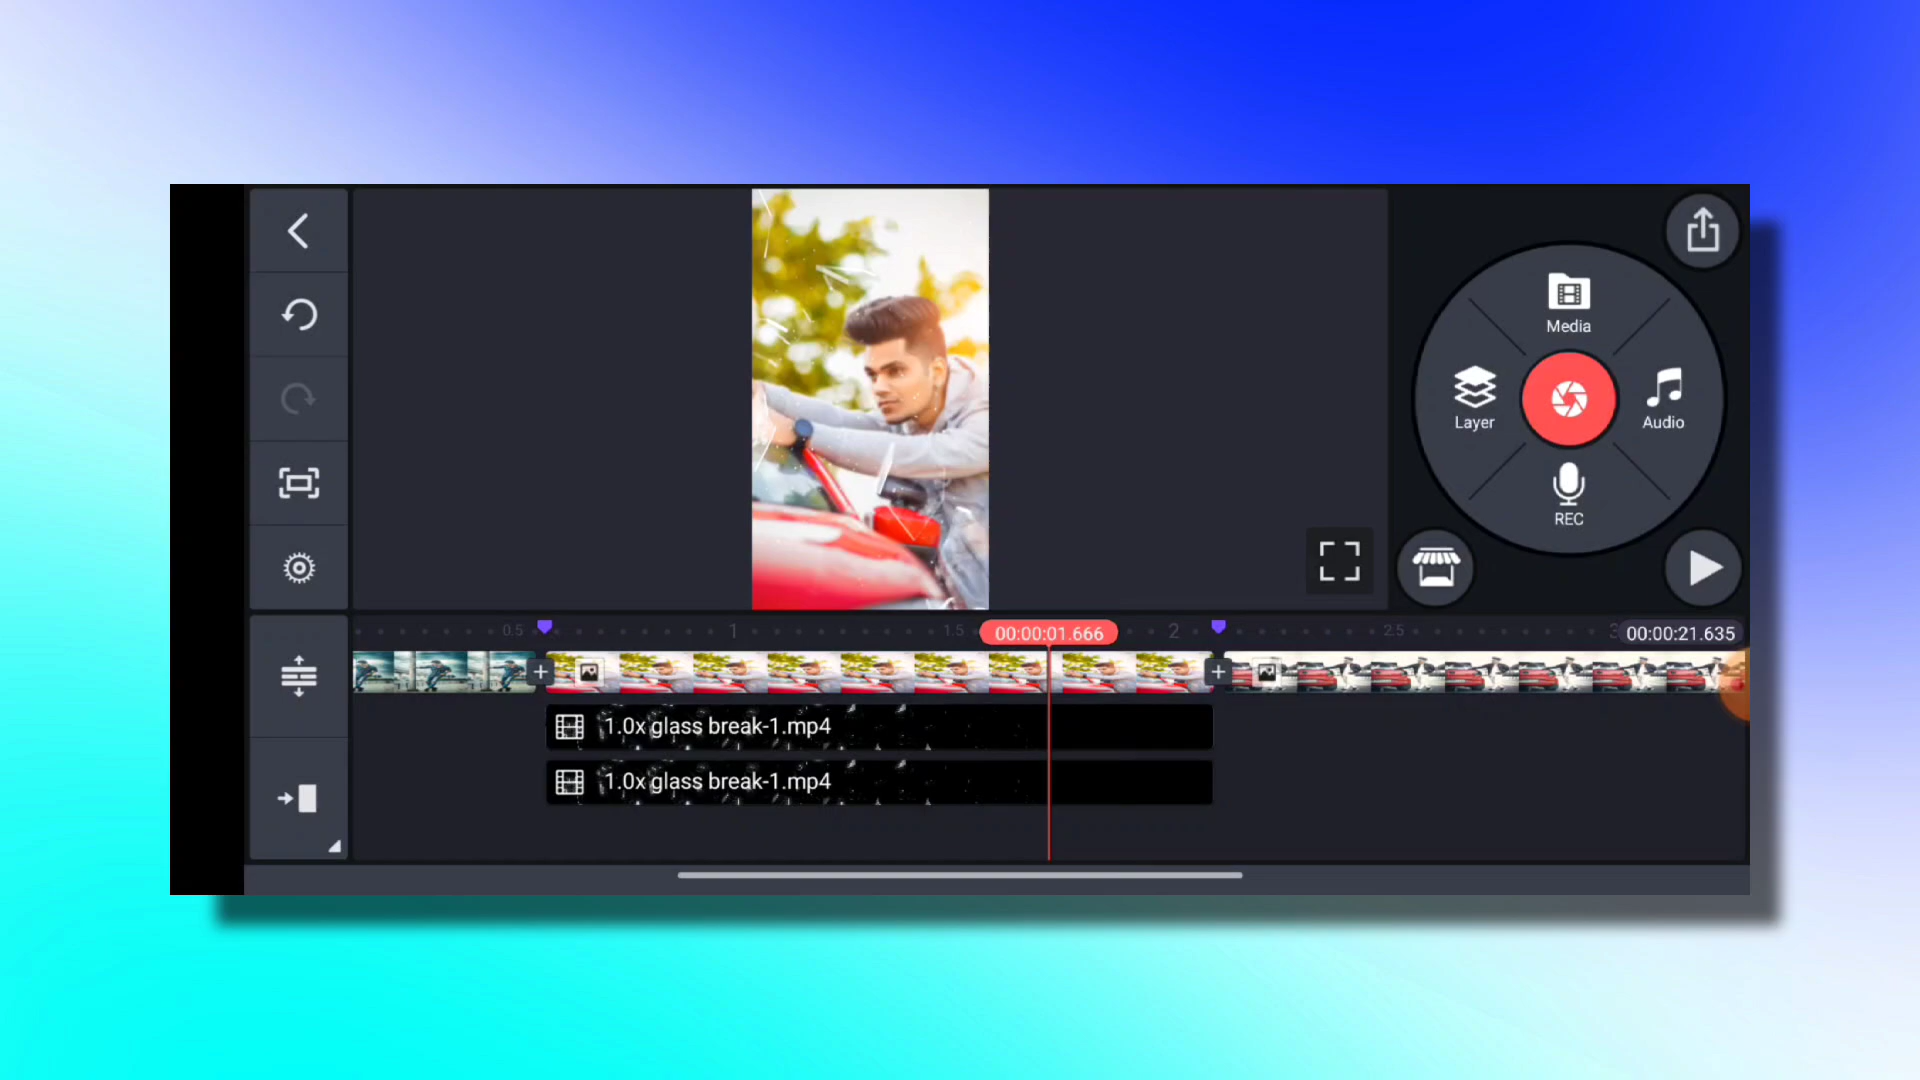 Media
Layer
Audio
REC
0.5
1
1.5
00:00:01.666
2
2.5
3
00:00:21.635
1.0x glass break-1.mp4
1.0x glass break-1.mp4